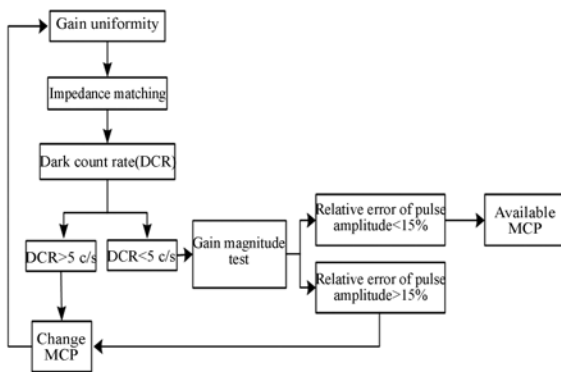 Gain uniformity
Impedance matching
Dark count rate(DCR)
DCR>5 c/s
DCR<5 c/s
Gain magnitude
test
Relative error of pulse
amplitude<15%
Relative error of pulse
amplitude>15%
Available
MCP
Change
MCP